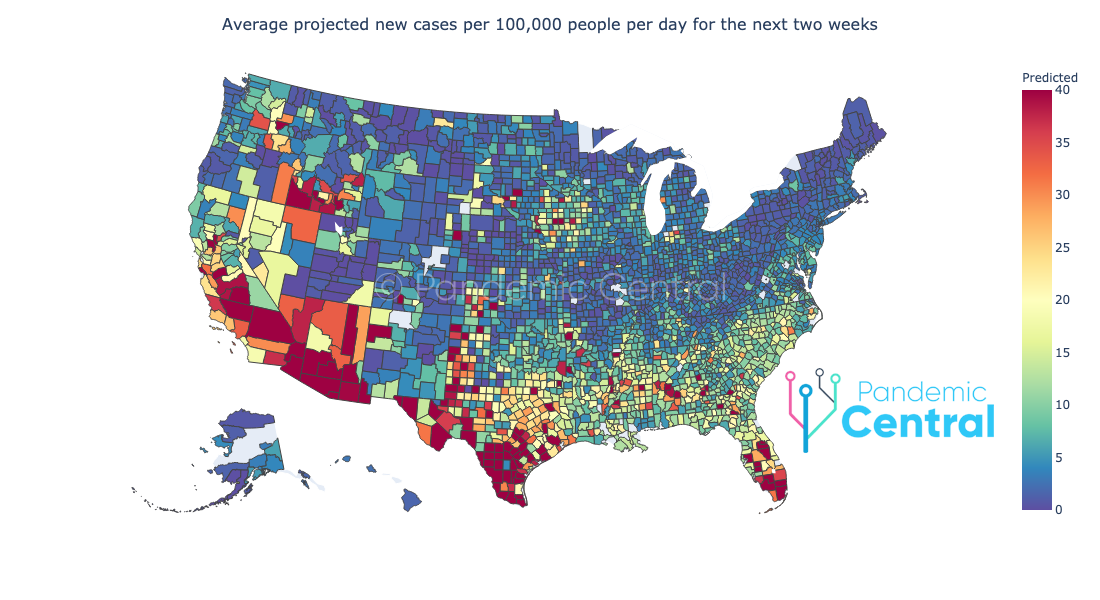 Average projected new cases per 100,000 people per day for the next two weeks
Predicted
40
35
30
25
20
15
10
5
0
© Pandemic Central
Pandemic
Central